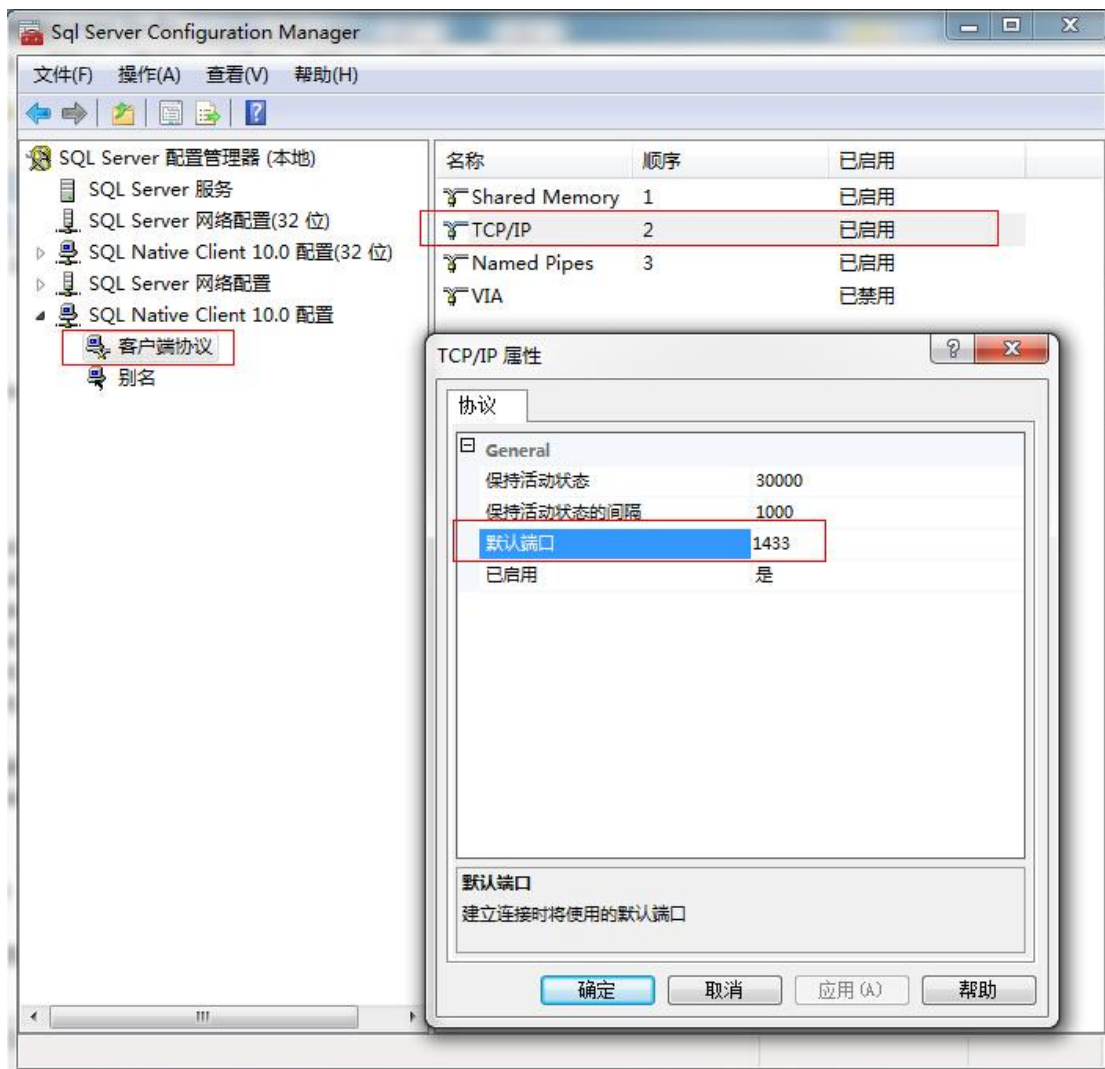 Sql Server Configuration Manager
文件(F) 操作(A) 查看(V) 帮助(H)
SQL Server 配置管理器 (本地)
SQL Server 服务
SQL Server 网络配置(32 位)
SQL Native Client 10.0 配置(32 位)
SQL Server 网络配置
SQL Native Client 10.0 配置
客户端协议
别名
名称 顺序 已启用
Shared Memory 1 已启用
TCP/IP 2 已启用
Named Pipes 3 已启用
VIA 已禁用
TCP/IP 属性
协议
General
保持活动状态 30000
保持活动状态的间隔 1000
默认端口 1433
已启用 是
默认端口
建立连接时将使用的默认端口
确定 取消 应用(A) 帮助